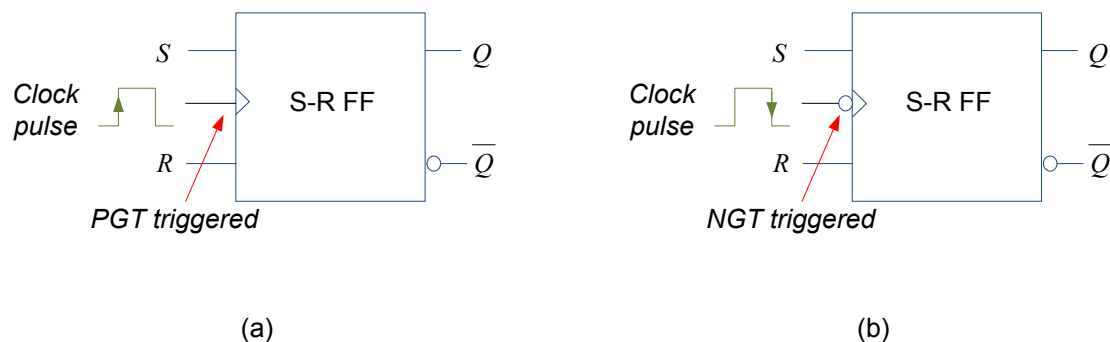 S
Clock
pulse
R
S-R FF
Q
Q̅
PGT triggered
(a)
S
Clock
pulse
R
S-R FF
Q
Q̅
NGT triggered
(b)